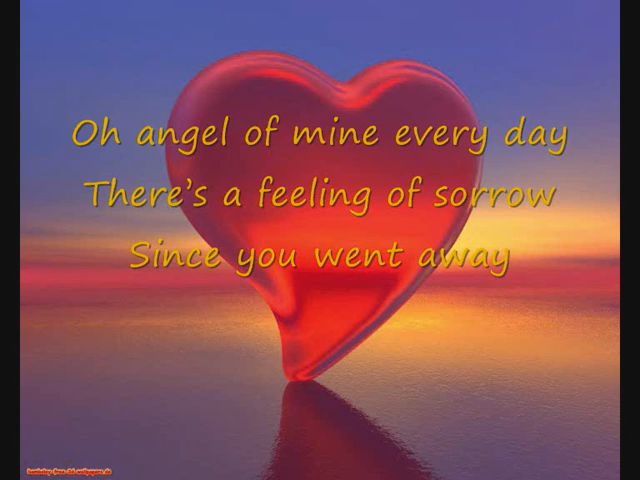 Oh angel of mine every day
There's a feeling of sorrow
Since you went away